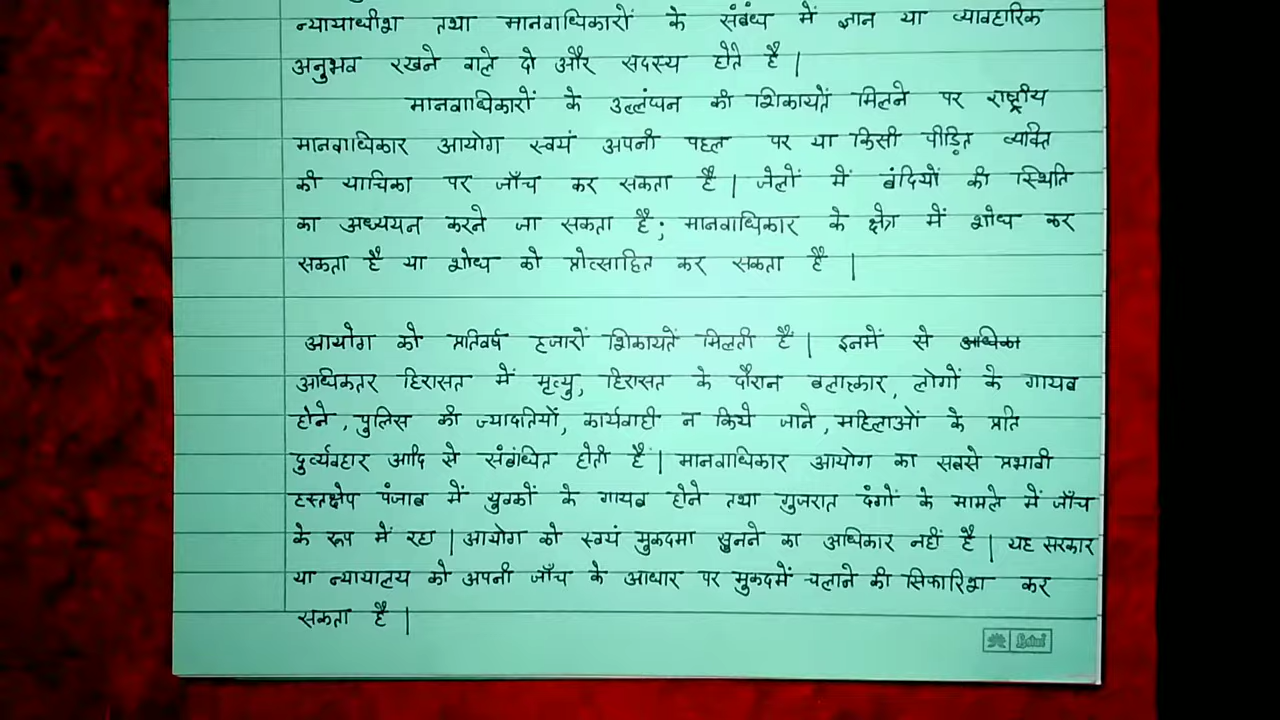 न्यायाधीश तथा मानवाधिकारों के संबंध में ज्ञान या व्यावहारिक
अनुभव रखने वाले दो और सदस्य होते है |
मानवाधिकारों के उल्लंघन की शिकायतें मिलने पर राष्ट्रीय
मानवाधिकार आयोग स्वयं अपनी पहल पर या किसी पीड़ित व्यक्ति
की याचिका पर जाँच कर सकता है | जेलों में बंदियों की स्थिति
का अध्ययन करने जा सकता है; मानवाधिकार के क्षेत्र में शोध कर
सकता है या शोध को प्रोत्साहित कर सकता है |
आयोग को प्रतिवर्ष हजारों शिकायतें मिलती हैं | इनमें से
अधिकतर हिरासत में मृत्यु, हिरासत के दौरान बलात्कार, लोगों के गायब
होने, पुलिस की ज्यादतियों, कार्यवाही न किये जाने, महिलाओं के प्रति
दुर्व्यवहार आदि से संबंधित होती हैं | मानवाधिकार आयोग का सबसे प्रभावी
हस्तक्षेप पंजाब में युवकों के गायब होने तथा गुजरात दंगों के मामले में जाँच
के रूप में रहा | आयोग को स्वयं मुकदमा सुनने का अधिकार नहीं है | यह सरकार
या न्यायालय को अपनी जाँच के आधार पर मुकदमें चलाने की सिफारिश कर
सकता है |